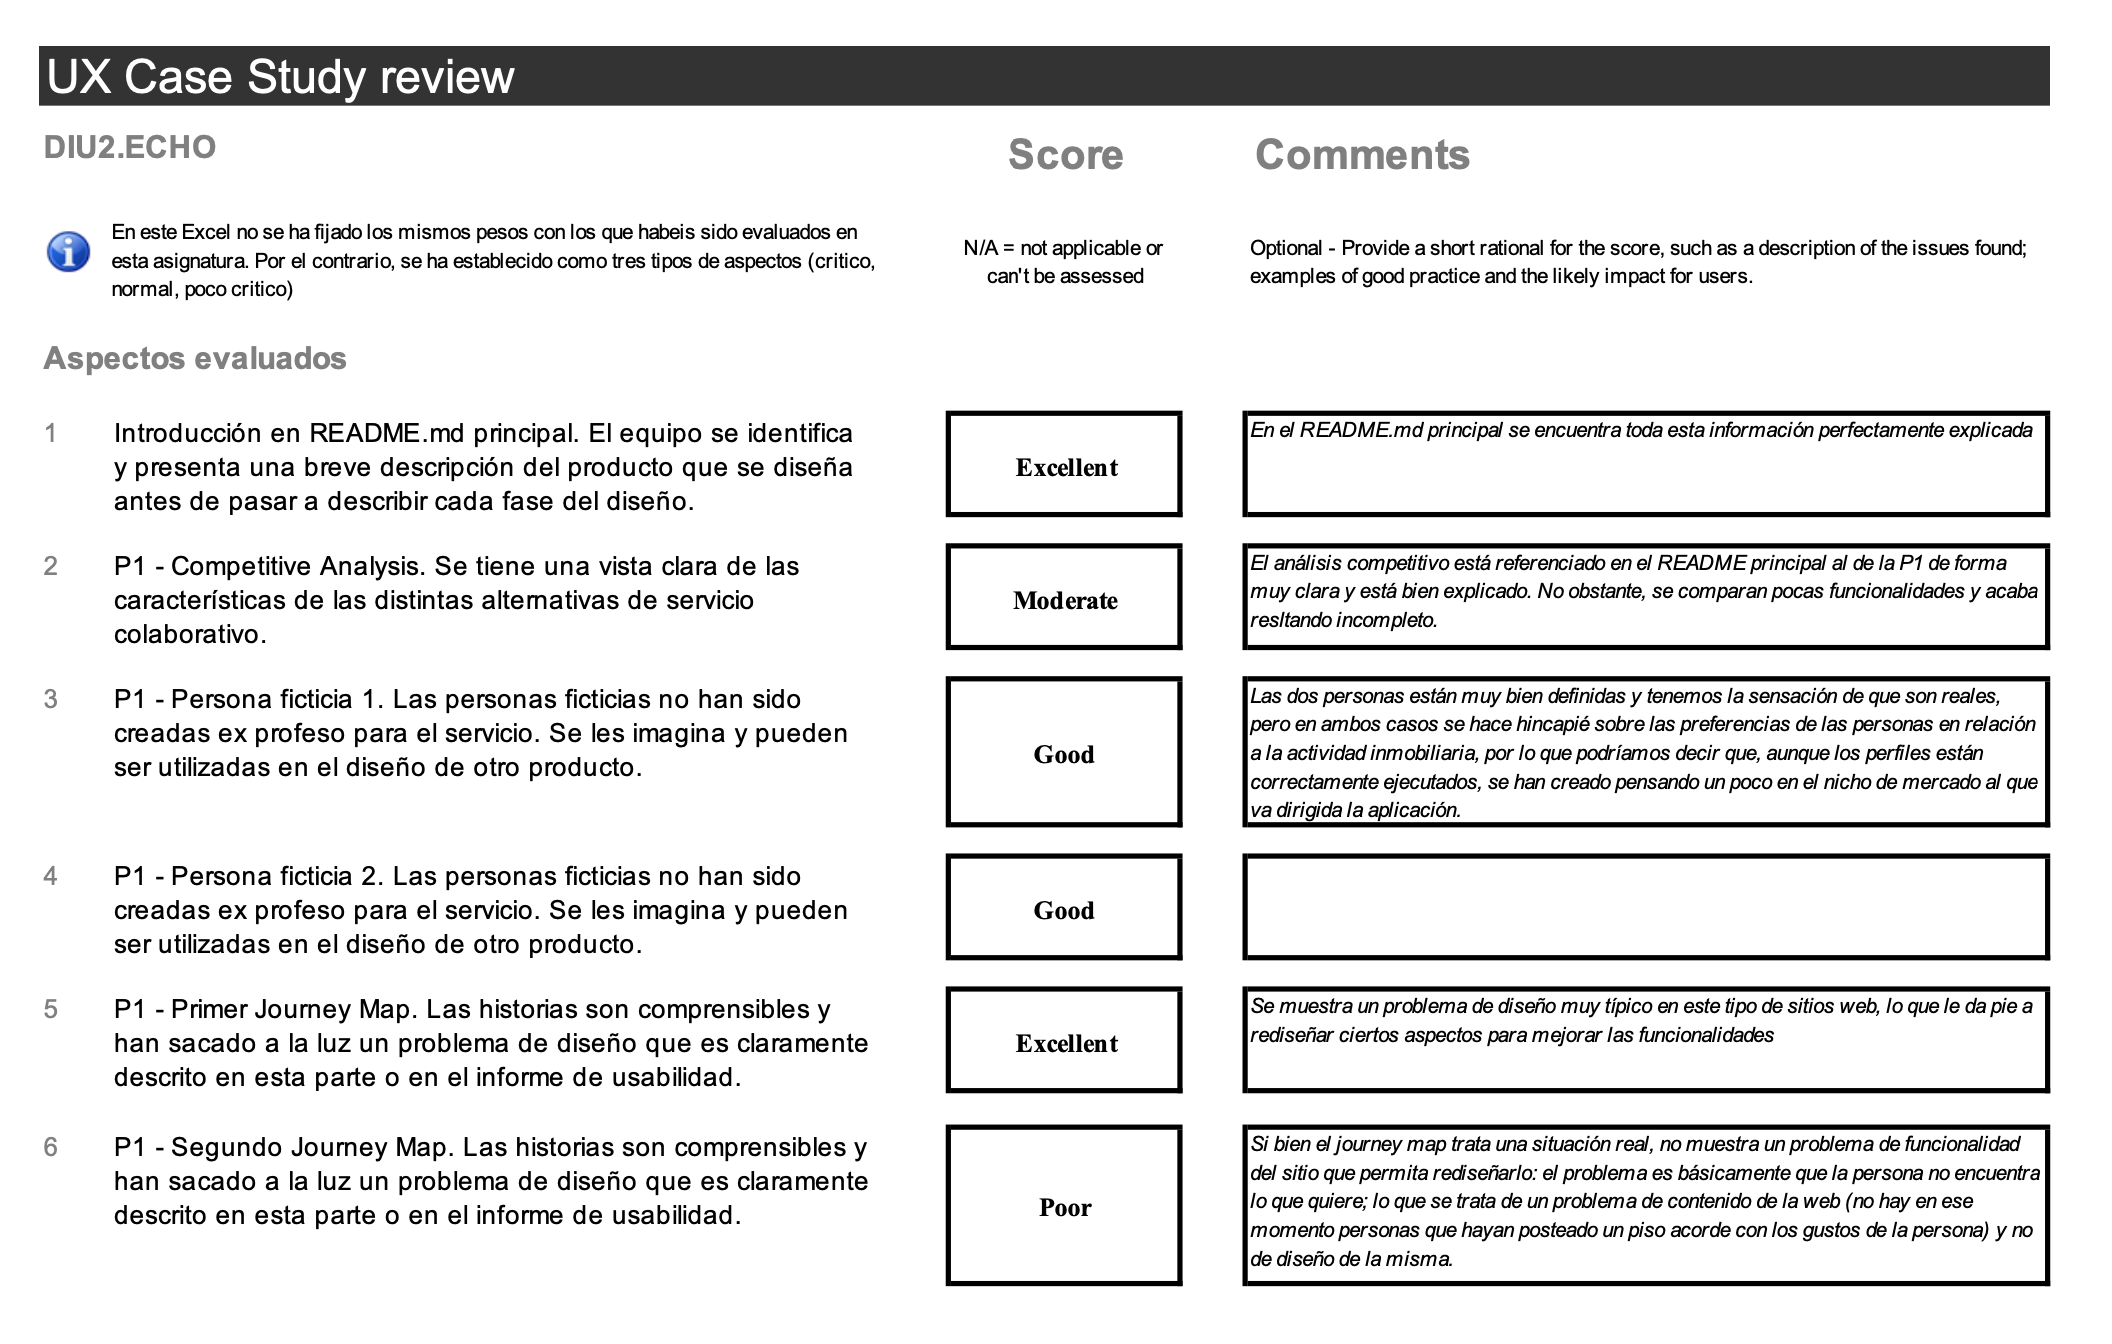 UX Case Study review
DIU2.ECHO
Score
Comments
En este Excel no se ha fijado los mismos pesos con los que habeis sido evaluados en
esta asignatura. Por el contrario, se ha establecido como tres tipos de aspectos (critico,
normal, poco critico)
N/A = not applicable or
can't be assessed
Optional - Provide a short rational for the score, such as a description of the issues found;
examples of good practice and the likely impact for users.
Aspectos evaluados
1
Introducción en README.md principal. El equipo se identifica
y presenta una breve descripción del producto que se diseña
antes de pasar a describir cada fase del diseño.
Excellent
En el README.md principal se encuentra toda esta información perfectamente explicada
2
P1 - Competitive Analysis. Se tiene una vista clara de las
características de las distintas alternativas de servicio
colaborativo.
Moderate
El análisis competitivo está referenciado en el README principal al de la P1 de forma
muy clara y está bien explicado. No obstante, se comparan pocas funcionalidades y acaba
resltando incompleto.
3
P1 - Persona ficticia 1. Las personas ficticias no han sido
creadas ex profeso para el servicio. Se les imagina y pueden
ser utilizadas en el diseño de otro producto.
Good
Las dos personas están muy bien definidas y tenemos la sensación de que son reales,
pero en ambos casos se hace hincapié sobre las preferencias de las personas en relación
a la actividad inmobiliaria, por lo que podríamos decir que, aunque los perfiles están
correctamente ejecutados, se han creado pensando un poco en el nicho de mercado al que
va dirigida la aplicación.
4
P1 - Persona ficticia 2. Las personas ficticias no han sido
creadas ex profeso para el servicio. Se les imagina y pueden
ser utilizadas en el diseño de otro producto.
Good
5
P1 - Primer Journey Map. Las historias son comprensibles y
han sacado a la luz un problema de diseño que es claramente
descrito en esta parte o en el informe de usabilidad.
Excellent
Se muestra un problema de diseño muy típico en este tipo de sitios web, lo que le da pie a
rediseñar ciertos aspectos para mejorar las funcionalidades
6
P1 - Segundo Journey Map. Las historias son comprensibles y
han sacado a la luz un problema de diseño que es claramente
descrito en esta parte o en el informe de usabilidad.
Poor
Si bien el journey map trata una situación real, no muestra un problema de funcionalidad
del sitio que permita rediseñarlo: el problema es básicamente que la persona no encuentra
lo que quiere; lo que se trata de un problema de contenido de la web (no hay en ese
momento personas que hayan posteado un piso acorde con los gustos de la persona) y no
de diseño de la misma.